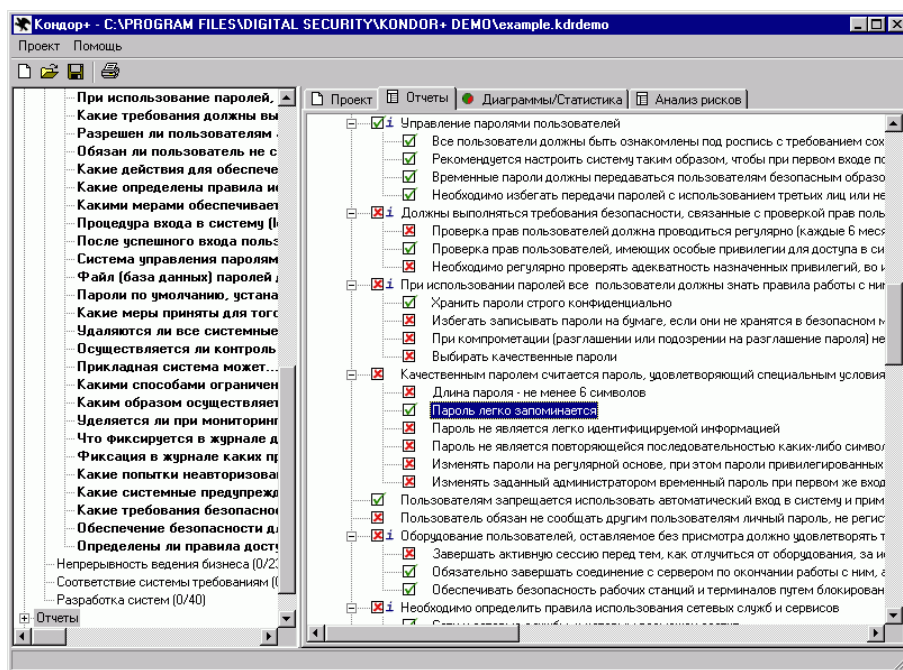 Кондор+ - C:\PROGRAM FILES\DIGITAL SECURITY\KONDOR+ DEMO\example.kdrdemo
Проект Помощь
При использование паролей,
Какие требования должны вы
Разрешен ли пользователям
Обязан ли пользователь не с
Какие действия для обеспече
Какие определены правила ис
Какими мерами обеспечивает
Процедура входа в систему (lo
После успешного входа польз
Система управления паролям
Файл (база данных) паролей
Пароли по умолчанию, устана
Какие меры приняты для того
Удаляются ли все системные
Осуществляется ли контроль
Прикладная система может...
Какими способами ограничен
Каким образом осуществляет
Уделяется ли при мониторинг
Что фиксируется в журнале д
Фиксация в журнале каких пр
Какие попытки неавторизова
Какие системные предупрежд
Какие требования безопаснос
Обеспечение безопасности д
Определены ли правила дост
Непрерывность ведения бизнеса (0/2
Соответствие системы требованиям (
Разработка систем (0/40)
Отчеты
Проект Отчеты Диаграммы/Статистика Анализ рисков
Управление паролями пользователей
Все пользователи должны быть ознакомлены под роспись с требованием сох
Рекомендуется настроить систему таким образом, чтобы при первом входе по
Временные пароли должны передаваться пользователям безопасным образо
Необходимо избегать передачи паролей с использованием третьих лиц или не
Должны выполняться требования безопасности, связанные с проверкой прав поль
Проверка прав пользователей должна проводиться регулярно (каждые 6 меся
Проверка прав пользователей, имеющих особые привилегии для доступа в си
Необходимо регулярно проверять адекватность назначенных привилегий, во и
При использовании паролей все пользователи должны знать правила работы с ним
Хранить пароли строго конфиденциально
Избегать записывать пароли на бумаге, если они не хранятся в безопасном м
При компрометации (разглашении или подозрении на разглашение пароля) не
Выбирать качественные пароли
Качественным паролем считается пароль, удовлетворяющий специальным условия
Длина пароля - не менее 6 символов
Пароль легко запоминается
Пароль не является легко идентифицируемой информацией
Пароль не является повторяющейся последовательностью каких-либо символ
Изменять пароли на регулярной основе, при этом пароли привилегированных
Изменять заданный администратором временный пароль при первом же вход
Пользователям запрещается использовать автоматический вход в систему и прим
Пользователь обязан не сообщать другим пользователям личный пароль, не регист
Оборудование пользователей, оставляемое без присмотра должно удовлетворять т
Завершать активную сессию перед тем, как отлучиться от оборудования, за ис
Обязательно завершать соединение с сервером по окончании работы с ним, а
Обеспечивать безопасность рабочих станций и терминалов путем блокирован
Необходимо определить правила использования сетевых служб и сервисов